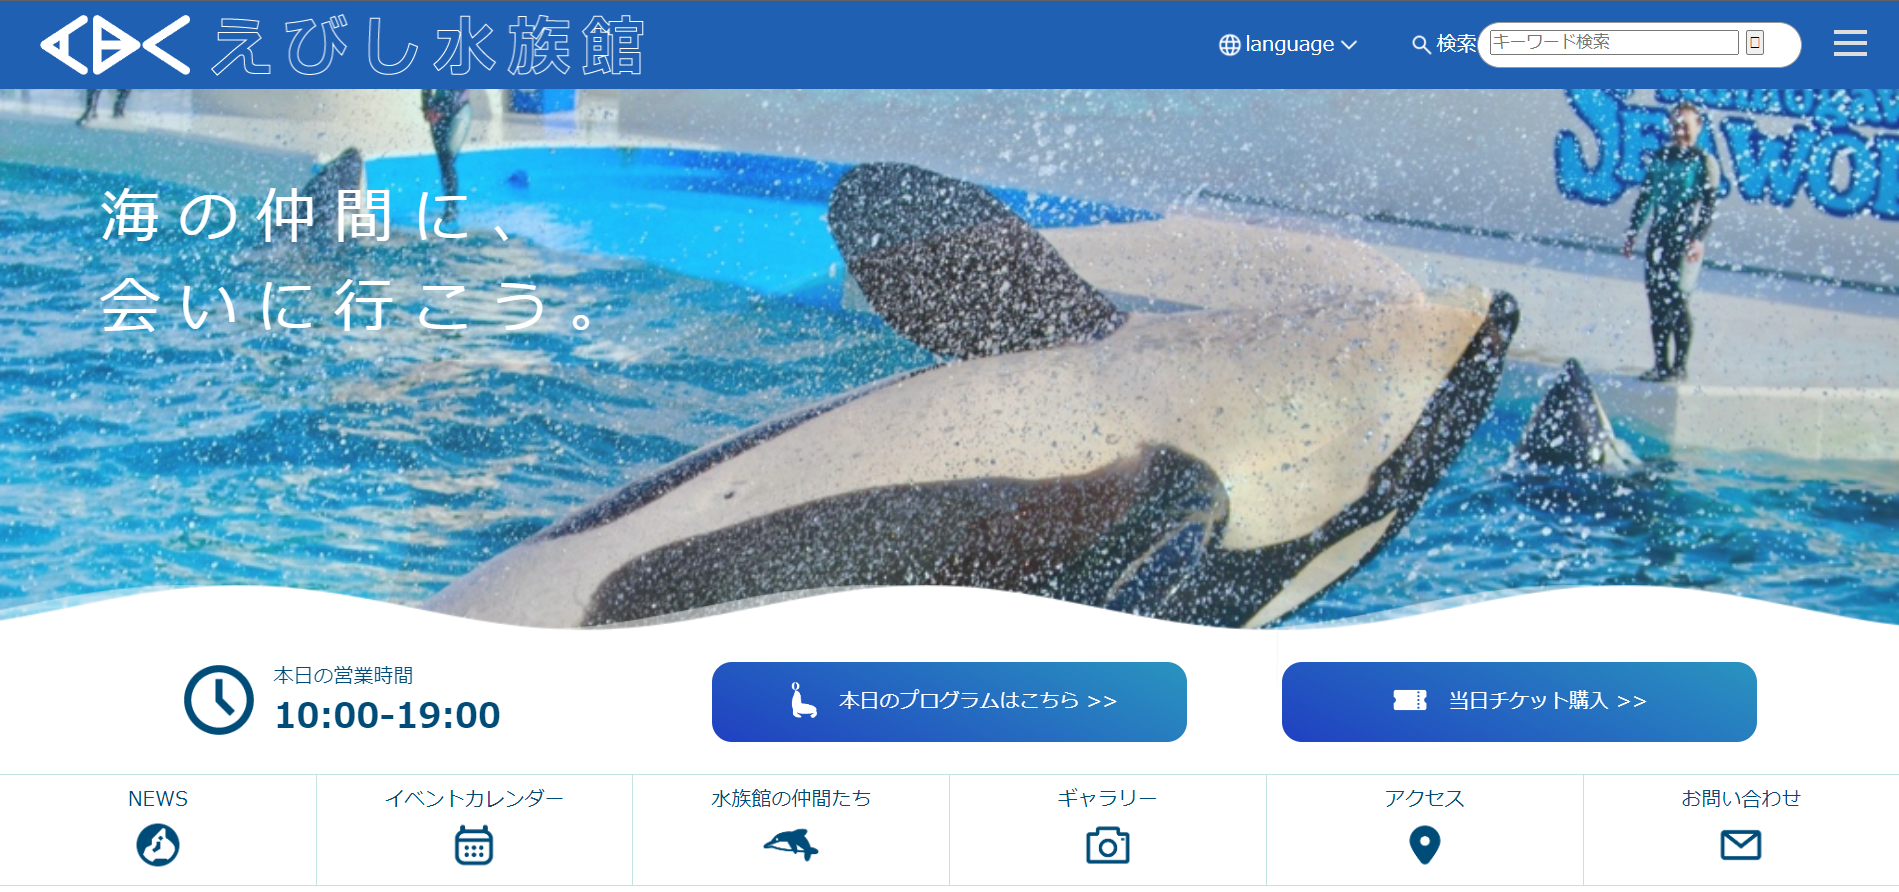 ABC えびし水族館
language
検索
キーワード検索
海の仲間に、
会いに行こう。
本日の営業時間
10:00-19:00
本日のプログラムはこちら >>
当日チケット購入 >>
NEWS
イベントカレンダー
水族館の仲間たち
ギャラリー
アクセス
お問い合わせ